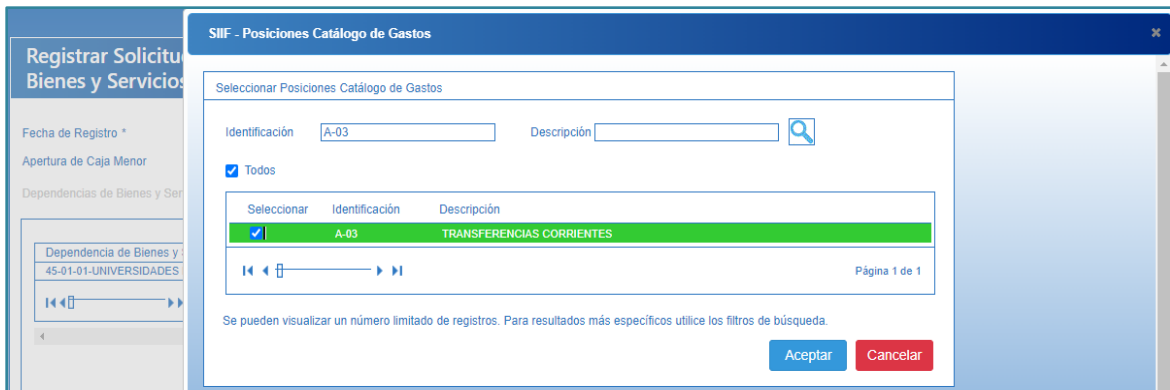 SIIF - Posiciones Catálogo de Gastos
Registrar Solicitu
Bienes y Servicios
Fecha de Registro *
Apertura de Caja Menor
Dependencias de Bienes y Ser
Dependencia de Bienes y
45-01-01-UNIVERSIDADES
Seleccionar Posiciones Catálogo de Gastos
Identificación A-03 Descripción
Todos
Seleccionar Identificación Descripción
A-03 TRANSFERENCIAS CORRIENTES
Página 1 de 1
Se pueden visualizar un número limitado de registros. Para resultados más específicos utilice los filtros de búsqueda.
Aceptar Cancelar